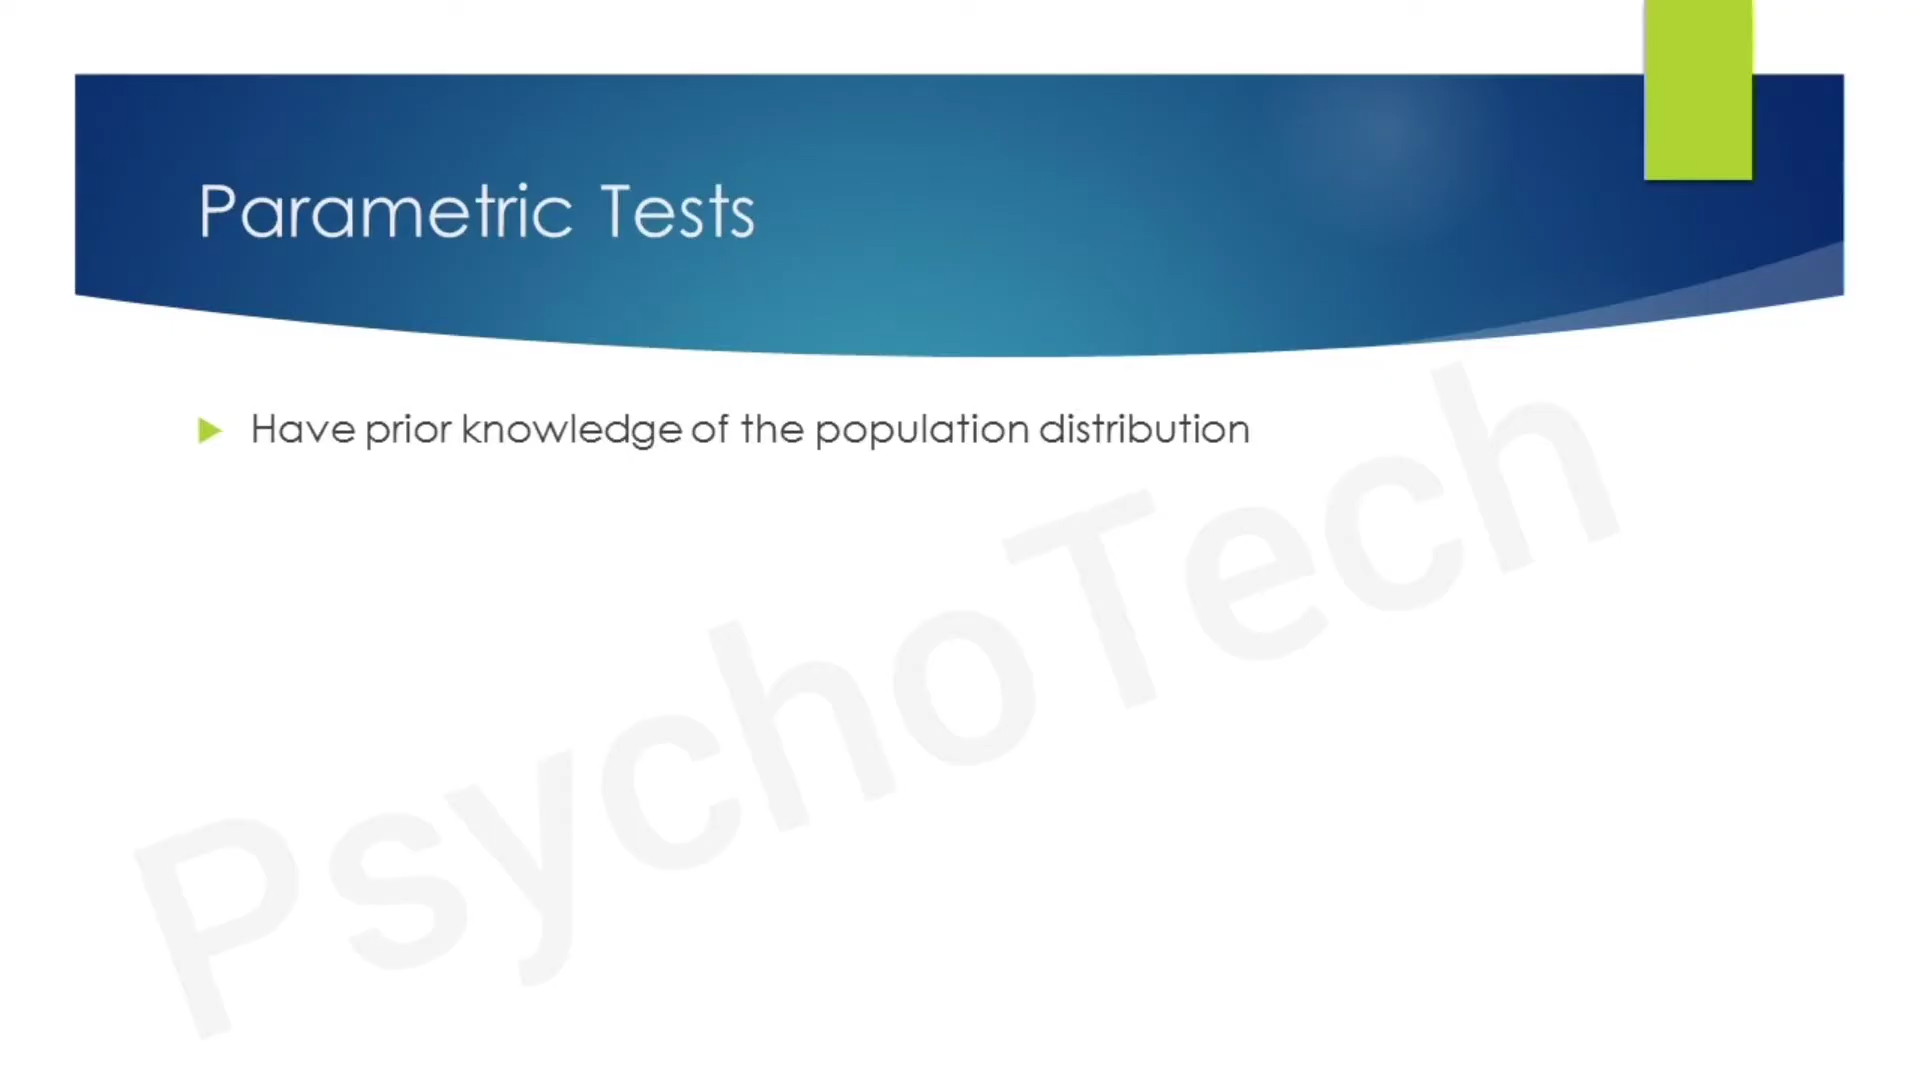 Parametric Tests
Have prior knowledge of the population distribution
PsychoTech